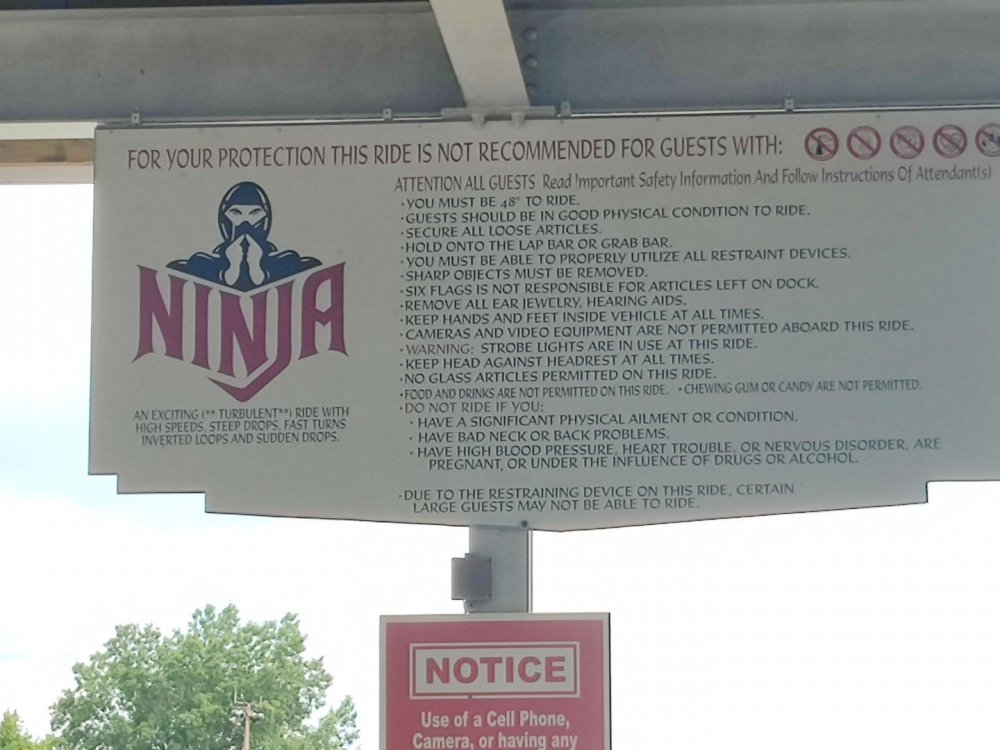 FOR YOUR PROTECTION THIS RIDE IS NOT RECOMMENDED FOR GUESTS WITH:
NINJA
AN EXCITING (** TURBULENT**) RIDE WITH
HIGH SPEEDS, STEEP DROPS, FAST TURNS
INVERTED LOOPS AND SUDDEN DROPS.
ATTENTION ALL GUESTS Read Important Safety Information And Follow Instructions Of Attendant(s)
·YOU MUST BE 48" TO RIDE.
·GUESTS SHOULD BE IN GOOD PHYSICAL CONDITION TO RIDE.
·SECURE ALL LOOSE ARTICLES.
·HOLD ONTO THE LAP BAR OR GRAB BAR.
·YOU MUST BE ABLE TO PROPERLY UTILIZE ALL RESTRAINT DEVICES.
·SHARP OBJECTS MUST BE REMOVED.
·SIX FLAGS IS NOT RESPONSIBLE FOR ARTICLES LEFT ON DOCK.
·REMOVE ALL EAR JEWELRY, HEARING AIDS.
·KEEP HANDS AND FEET INSIDE VEHICLE AT ALL TIMES.
·CAMERAS AND VIDEO EQUIPMENT ARE NOT PERMITTED ABOARD THIS RIDE.
·WARNING: STROBE LIGHTS ARE IN USE AT THIS RIDE.
·KEEP HEAD AGAINST HEADREST AT ALL TIMES.
·NO GLASS ARTICLES PERMITTED ON THIS RIDE.
·FOOD AND DRINKS ARE NOT PERMITTED ON THIS RIDE. ·CHEWING GUM OR CANDY ARE NOT PERMITTED.
·DO NOT RIDE IF YOU:
· HAVE A SIGNIFICANT PHYSICAL AILMENT OR CONDITION.
· HAVE BAD NECK OR BACK PROBLEMS.
· HAVE HIGH BLOOD PRESSURE, HEART TROUBLE, OR NERVOUS DISORDER, ARE
PREGNANT, OR UNDER THE INFLUENCE OF DRUGS OR ALCOHOL.
·DUE TO THE RESTRAINING DEVICE ON THIS RIDE, CERTAIN
LARGE GUESTS MAY NOT BE ABLE TO RIDE.
NOTICE
Use of a Cell Phone,
Camera, or having any